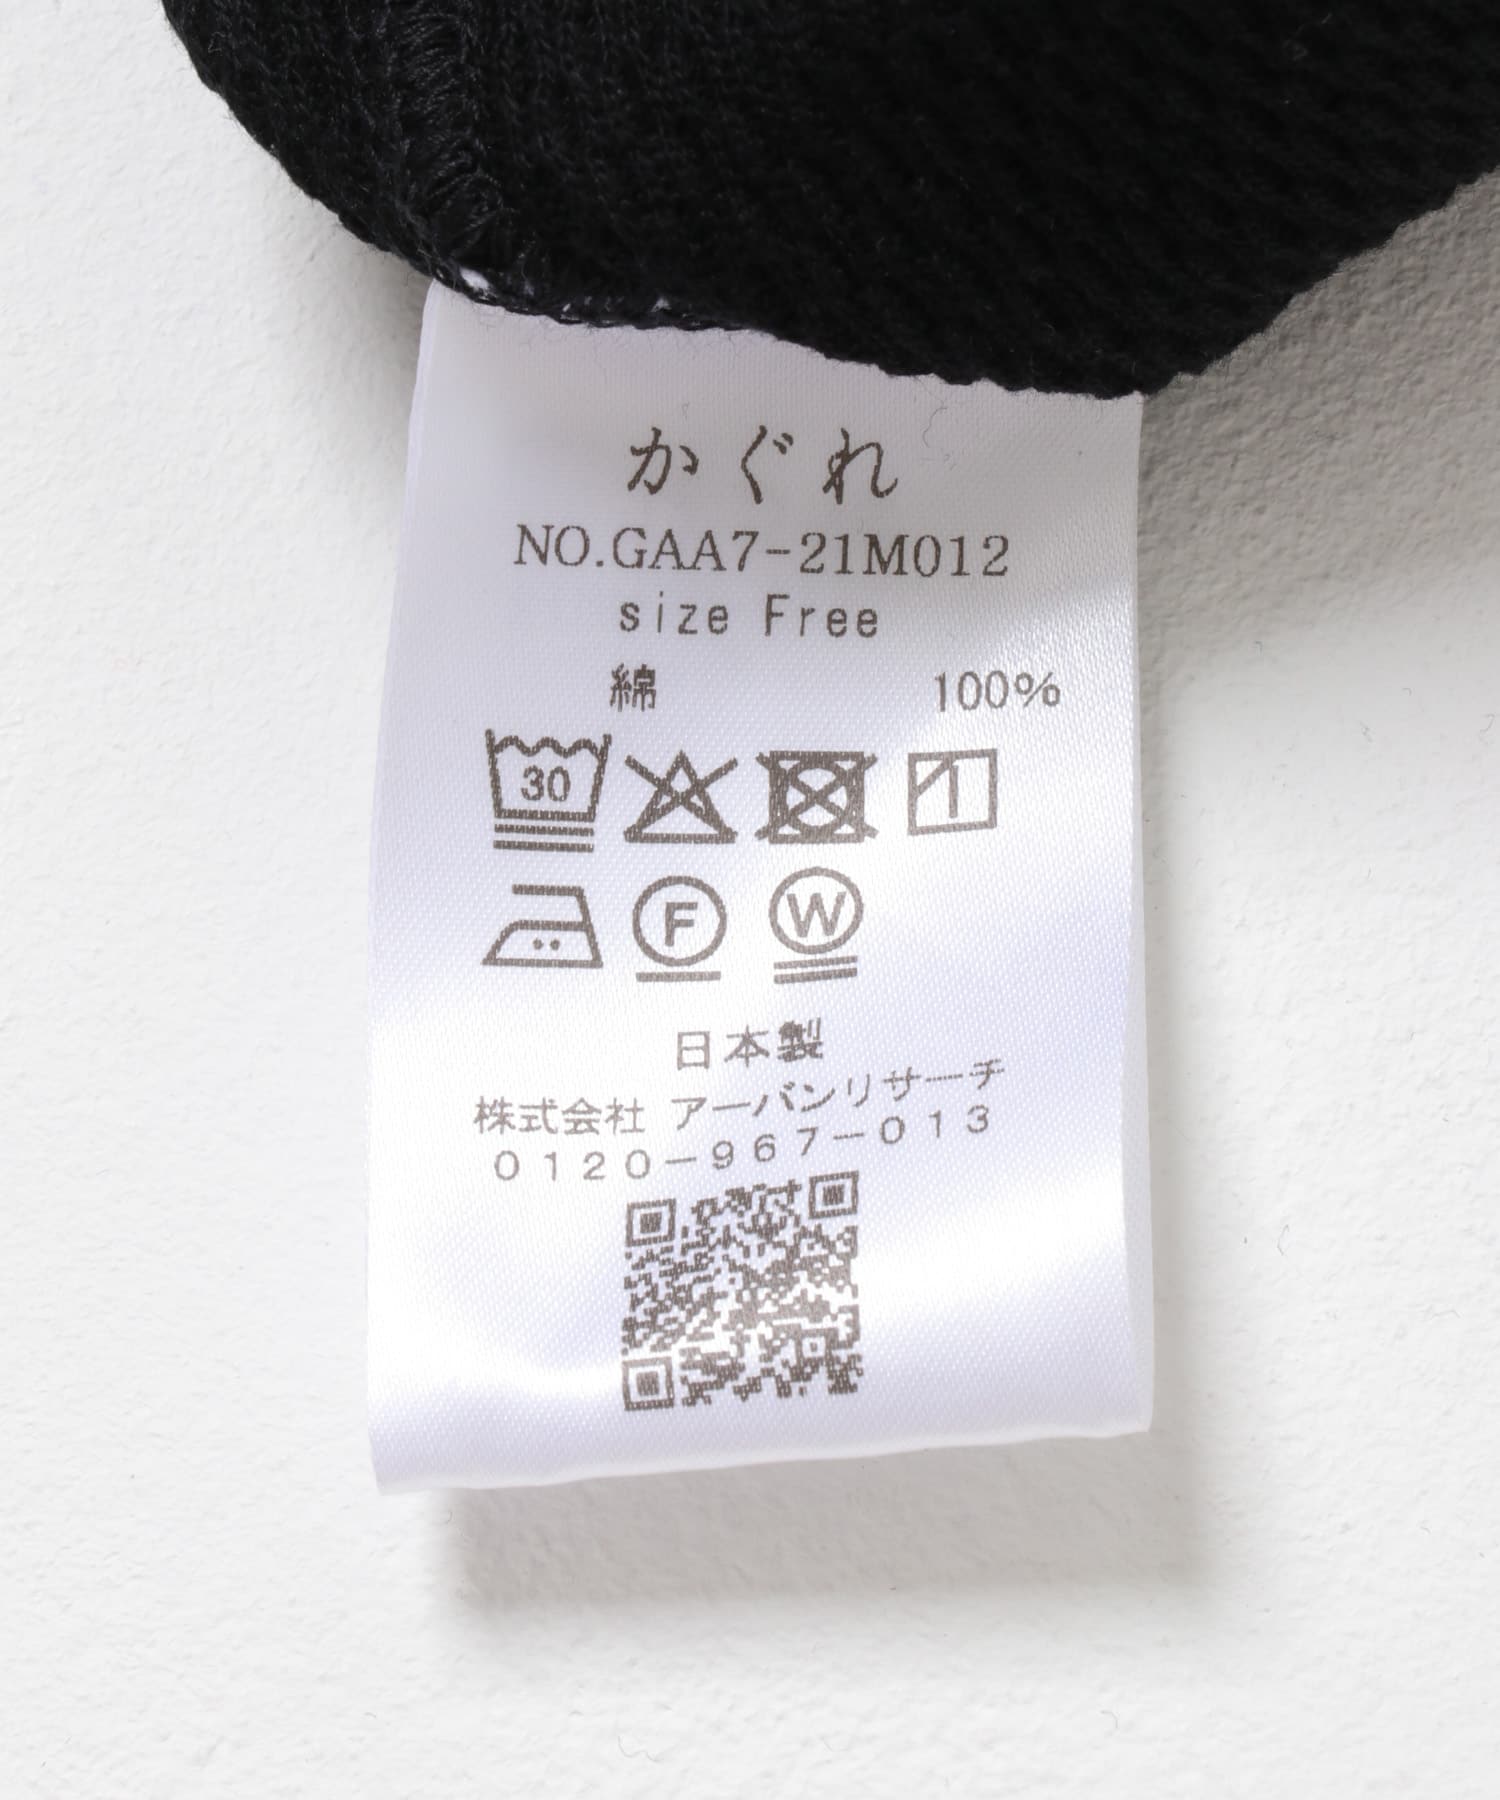 かぐれ
NO.GAA7-21M012
size Free
綿 100%
30
F W
日本製
株式会社 アーバンリサーチ
0120-967-013